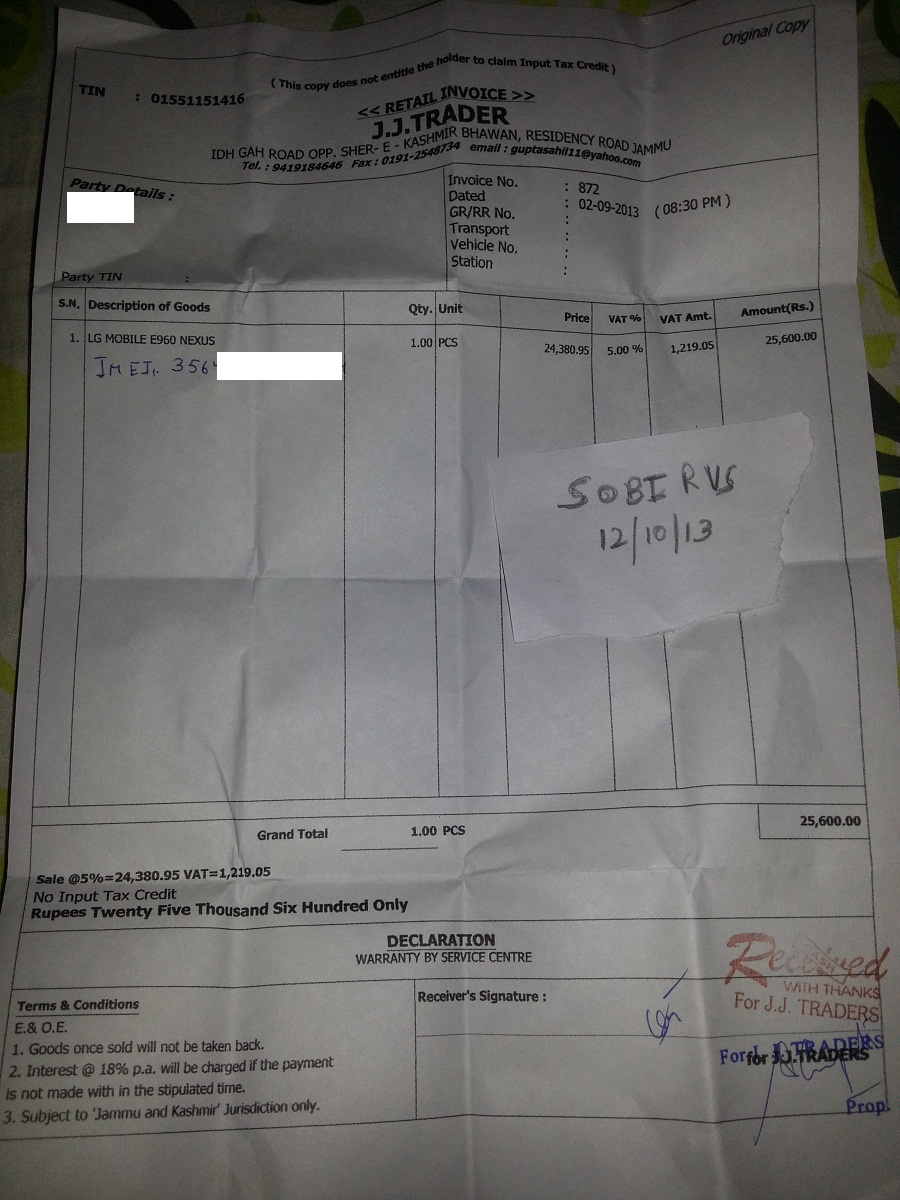 Original Copy
( This copy does not entitle the holder to claim Input Tax Credit )
TIN : 01551151416
<< RETAIL INVOICE >>
J.J.TRADER
IDH GAH ROAD OPP. SHER- E - KASHMIR BHAWAN, RESIDENCY ROAD JAMMU
Tel. : 9419184646 Fax : 0191-2548734 email : guptasahil11@yahoo.com
Party Details :
Party TIN :
Invoice No. : 872
Dated : 02-09-2013 ( 08:30 PM )
GR/RR No. :
Transport :
Vehicle No. :
Station :
S.N. Description of Goods Qty. Unit Price VAT % VAT Amt. Amount(Rs.)
1. LG MOBILE E960 NEXUS 1.00 PCS 24,380.95 5.00 % 1,219.05 25,600.00
IMEI. 356
SOBIRVS
12/10/13
Grand Total 1.00 PCS 25,600.00
Sale @5%=24,380.95 VAT=1,219.05
No Input Tax Credit
Rupees Twenty Five Thousand Six Hundred Only
DECLARATION
WARRANTY BY SERVICE CENTRE
Terms & Conditions
E.& O.E.
1. Goods once sold will not be taken back.
2. Interest @ 18% p.a. will be charged if the payment
is not made with in the stipulated time.
3. Subject to 'Jammu and Kashmir' Jurisdiction only.
Receiver's Signature :
Received
WITH THANKS
For J.J. TRADERS
For J.J.TRADERS
for J.J.TRADERS
Prop.